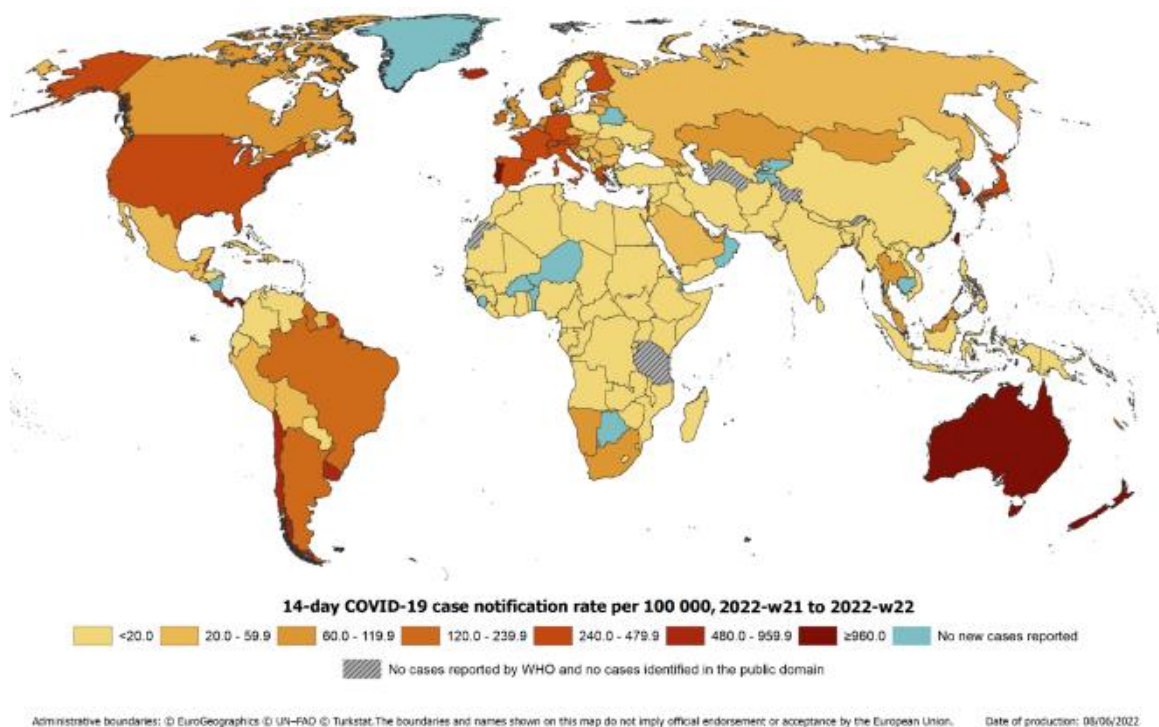 14-day COVID-19 case notification rate per 100 000, 2022-w21 to 2022-w22
<20.0 20.0 - 59.9 60.0 - 119.9 120.0 - 239.9 240.0 - 479.9 480.0 - 959.9 ≥960.0 No new cases reported
No cases reported by WHO and no cases identified in the public domain
Administrative boundaries: © EuroGeographics © UN–FAO © Turkstat.The boundaries and names shown on this map do not imply official endorsement or acceptance by the European Union. Date of production: 08/06/2022